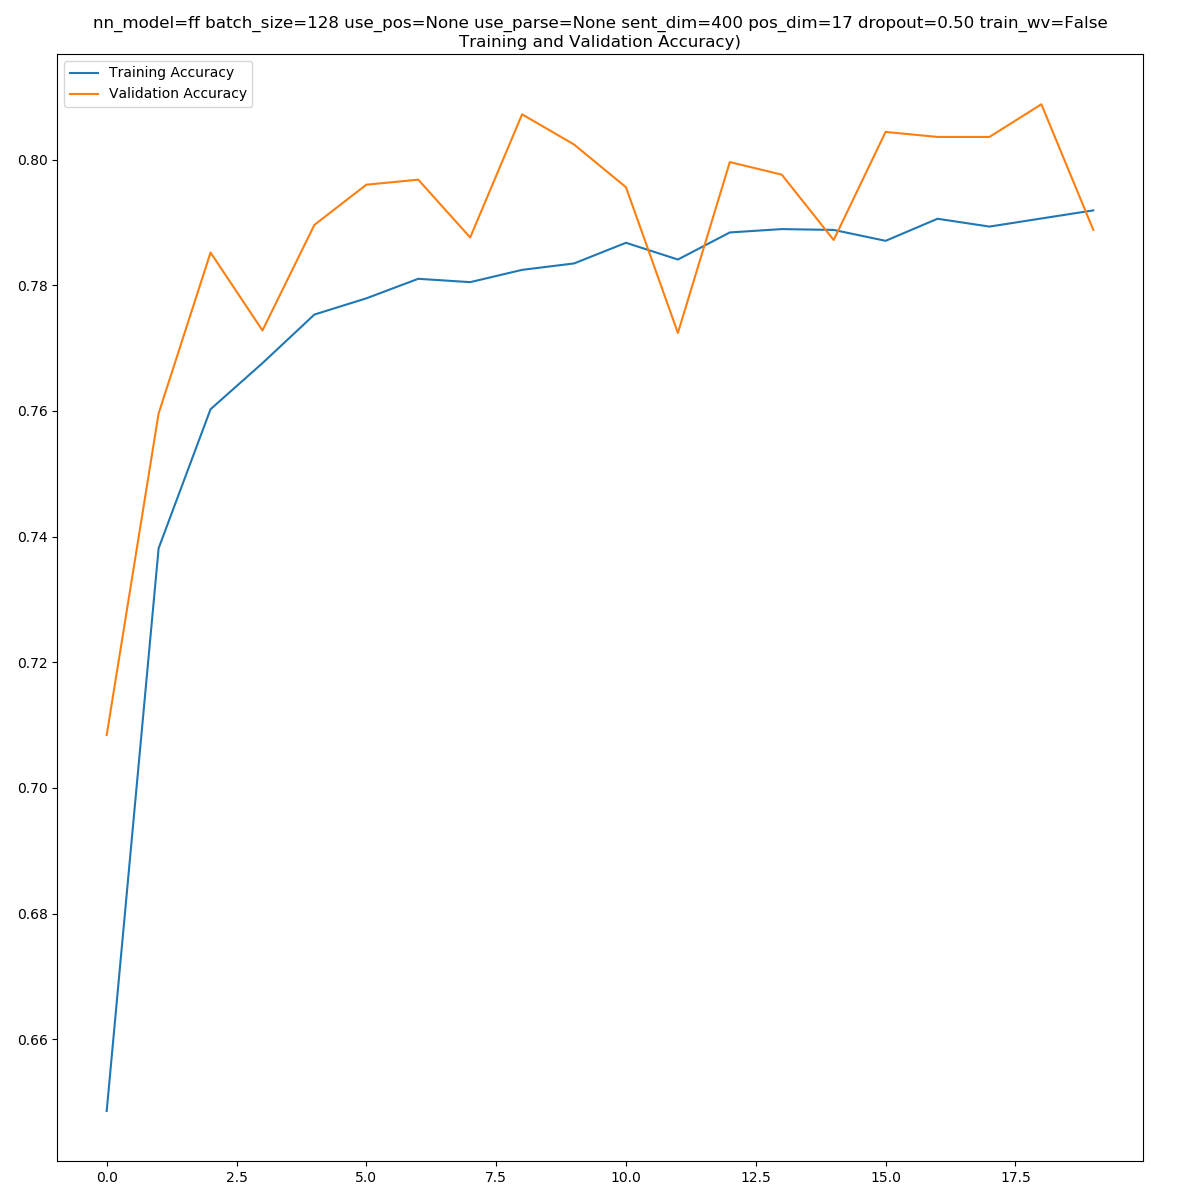 nn_model=ff batch_size=128 use_pos=None use_parse=None sent_dim=400 pos_dim=17 dropout=0.50 train_wv=False
Training and Validation Accuracy)
Training Accuracy
Validation Accuracy
0.80
0.78
0.76
0.74
0.72
0.70
0.68
0.66
0.0 2.5 5.0 7.5 10.0 12.5 15.0 17.5